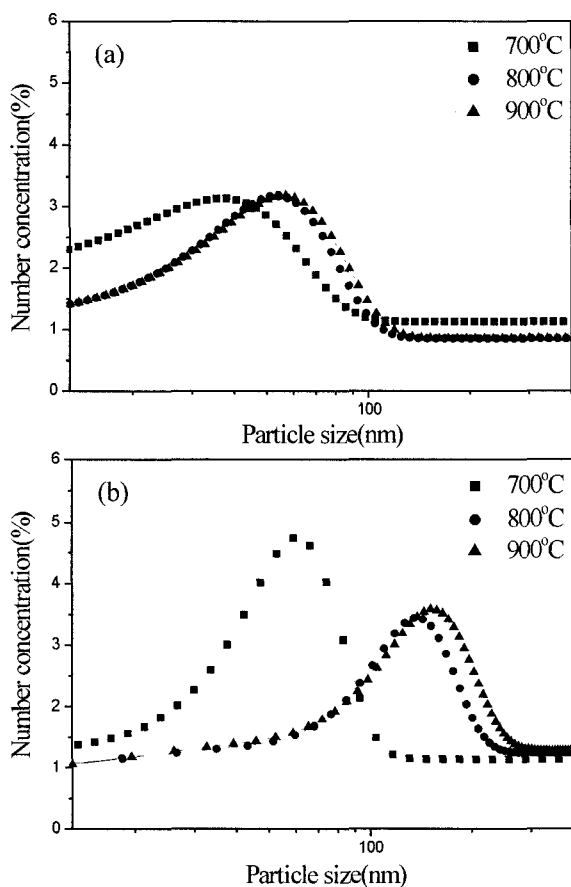 (a)
700°C
800°C
900°C
6
5
4
3
2
1
0
Number concentration(%)
100
Particle size(nm)
(b)
700°C
800°C
900°C
6
5
4
3
2
1
0
Number concentration(%)
100
Particle size(nm)